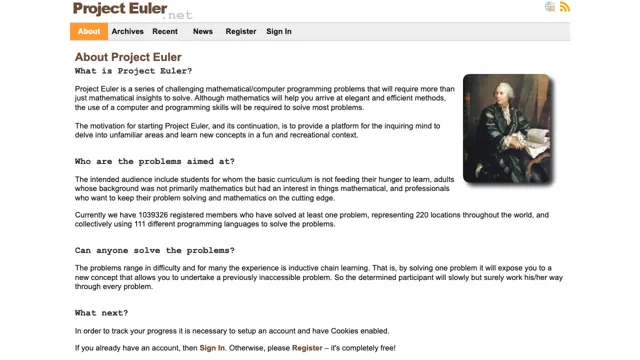 Project Euler
.net
About Archives Recent News Register Sign In
About Project Euler
What is Project Euler?
Project Euler is a series of challenging mathematical/computer programming problems that will require more than
just mathematical insights to solve. Although mathematics will help you arrive at elegant and efficient methods,
the use of a computer and programming skills will be required to solve most problems.
The motivation for starting Project Euler, and its continuation, is to provide a platform for the inquiring mind to
delve into unfamiliar areas and learn new concepts in a fun and recreational context.
Who are the problems aimed at?
The intended audience include students for whom the basic curriculum is not feeding their hunger to learn, adults
whose background was not primarily mathematics but had an interest in things mathematical, and professionals
who want to keep their problem solving and mathematics on the cutting edge.
Currently we have 1039326 registered members who have solved at least one problem, representing 220 locations throughout the world, and
collectively using 111 different programming languages to solve the problems.
Can anyone solve the problems?
The problems range in difficulty and for many the experience is inductive chain learning. That is, by solving one problem it will expose you to a
new concept that allows you to undertake a previously inaccessible problem. So the determined participant will slowly but surely work his/her way
through every problem.
What next?
In order to track your progress it is necessary to setup an account and have Cookies enabled.
If you already have an account, then Sign In. Otherwise, please Register – it's completely free!